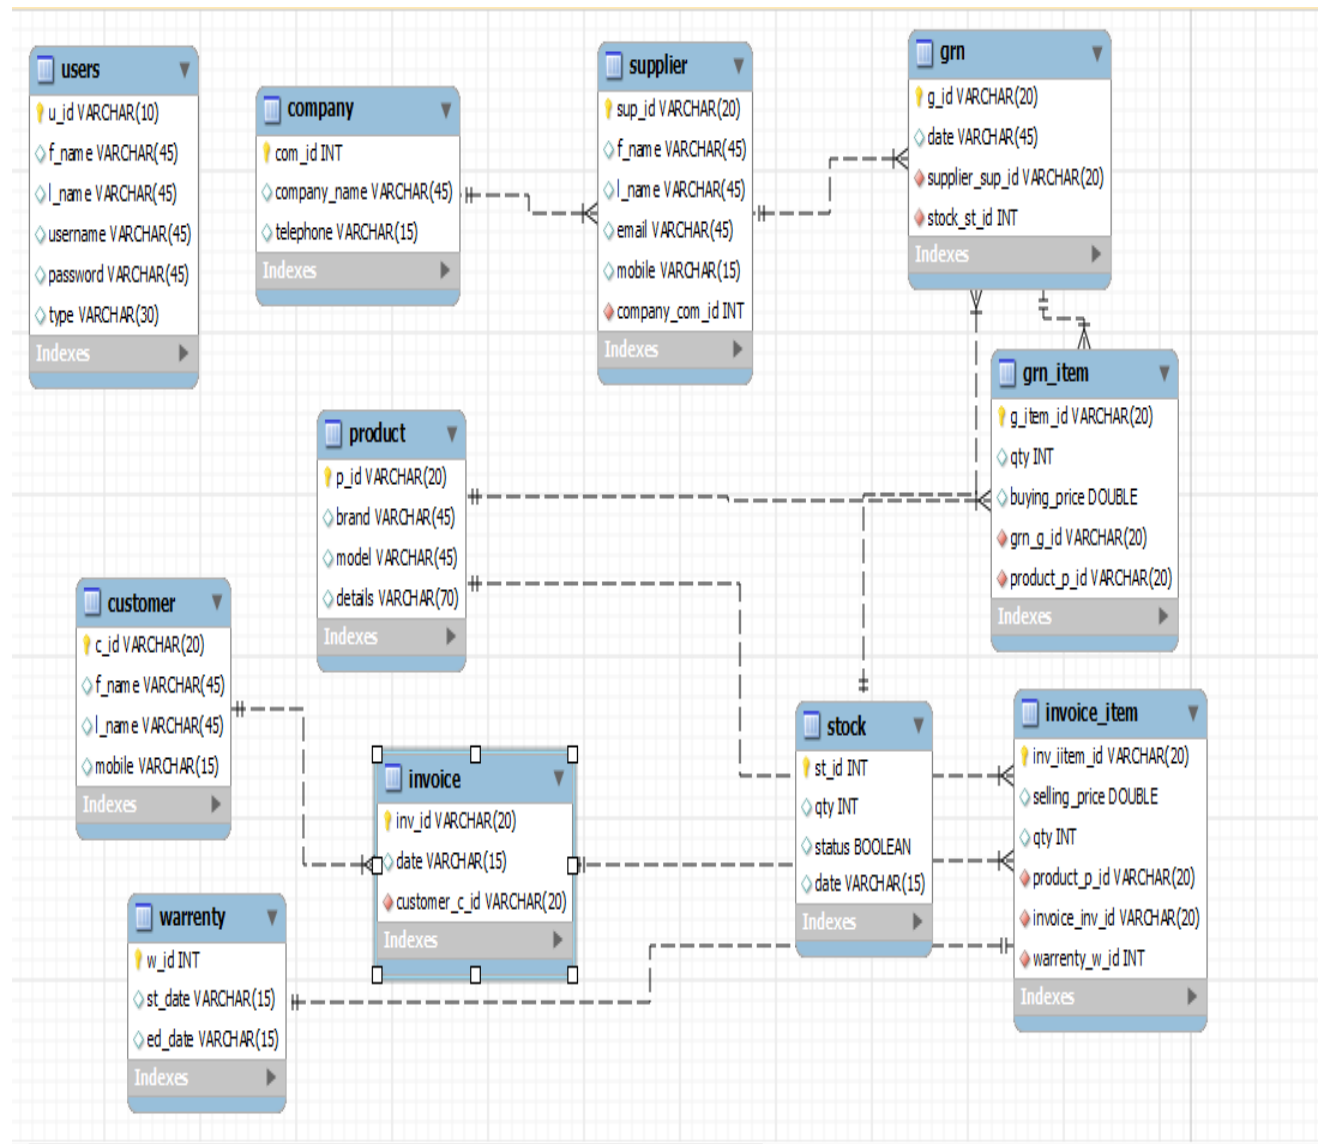 users
u_id VARCHAR(10)
f_name VARCHAR(45)
l_name VARCHAR(45)
username VARCHAR(45)
password VARCHAR(45)
type VARCHAR(30)
Indexes
company
com_id INT
company_name VARCHAR(45)
telephone VARCHAR(15)
Indexes
supplier
sup_id VARCHAR(20)
f_name VARCHAR(45)
l_name VARCHAR(45)
email VARCHAR(45)
mobile VARCHAR(15)
company_com_id INT
Indexes
grn
g_id VARCHAR(20)
date VARCHAR(45)
supplier_sup_id VARCHAR(20)
stock_st_id INT
Indexes
grn_item
g_item_id VARCHAR(20)
qty INT
buying_price DOUBLE
grn_g_id VARCHAR(20)
product_p_id VARCHAR(20)
Indexes
product
p_id VARCHAR(20)
brand VARCHAR(45)
model VARCHAR(45)
details VARCHAR(70)
Indexes
customer
c_id VARCHAR(20)
f_name VARCHAR(45)
l_name VARCHAR(45)
mobile VARCHAR(15)
Indexes
invoice
inv_id VARCHAR(20)
date VARCHAR(15)
customer_c_id VARCHAR(20)
Indexes
stock
st_id INT
qty INT
status BOOLEAN
date VARCHAR(15)
Indexes
invoice_item
inv_iitem_id VARCHAR(20)
selling_price DOUBLE
qty INT
product_p_id VARCHAR(20)
invoice_inv_id VARCHAR(20)
warrenty_w_id INT
Indexes
warrenty
w_id INT
st_date VARCHAR(15)
ed_date VARCHAR(15)
Indexes